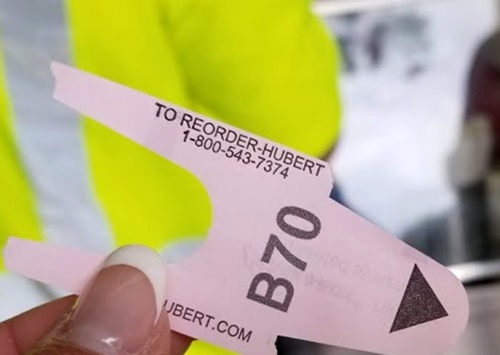 TO REORDER-HUBERT
1-800-543-7374
B70
UBERT.COM